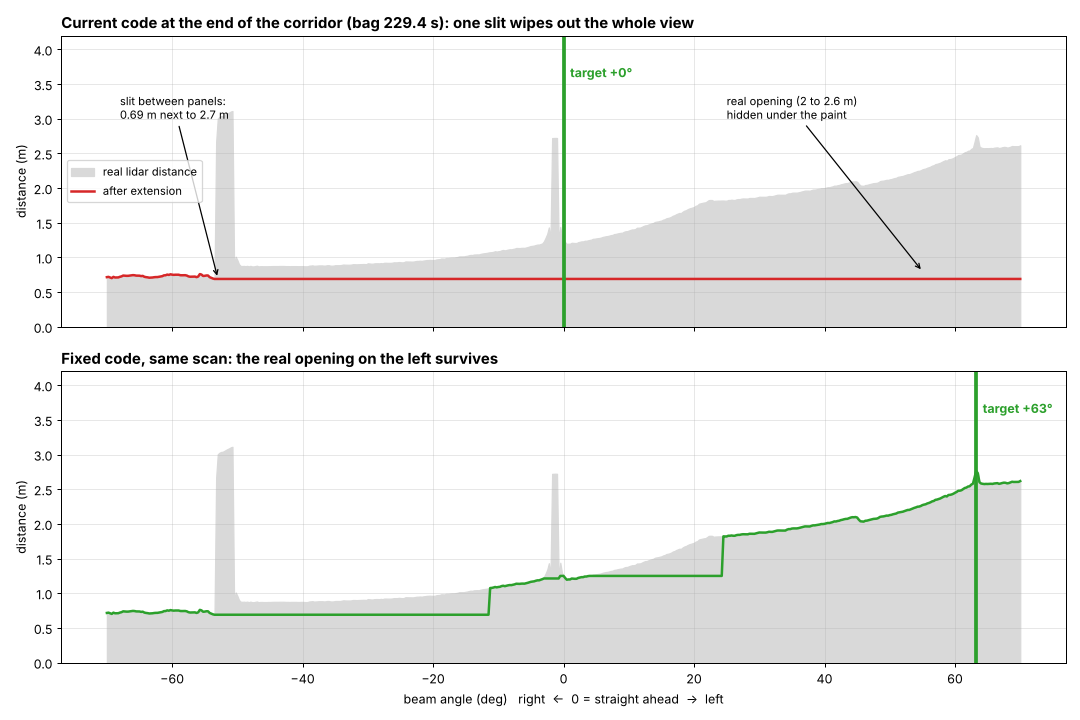 Current code at the end of the corridor (bag 229.4 s): one slit wipes out the whole view
4.0
3.5
3.0
2.5
2.0
1.5
1.0
0.5
0.0
distance (m)
target +0°
slit between panels:
0.69 m next to 2.7 m
real opening (2 to 2.6 m)
hidden under the paint
real lidar distance
after extension
Fixed code, same scan: the real opening on the left survives
4.0
3.5
3.0
2.5
2.0
1.5
1.0
0.5
0.0
distance (m)
target +63°
−60
−40
−20
0
20
40
60
beam angle (deg) right ← 0 = straight ahead → left